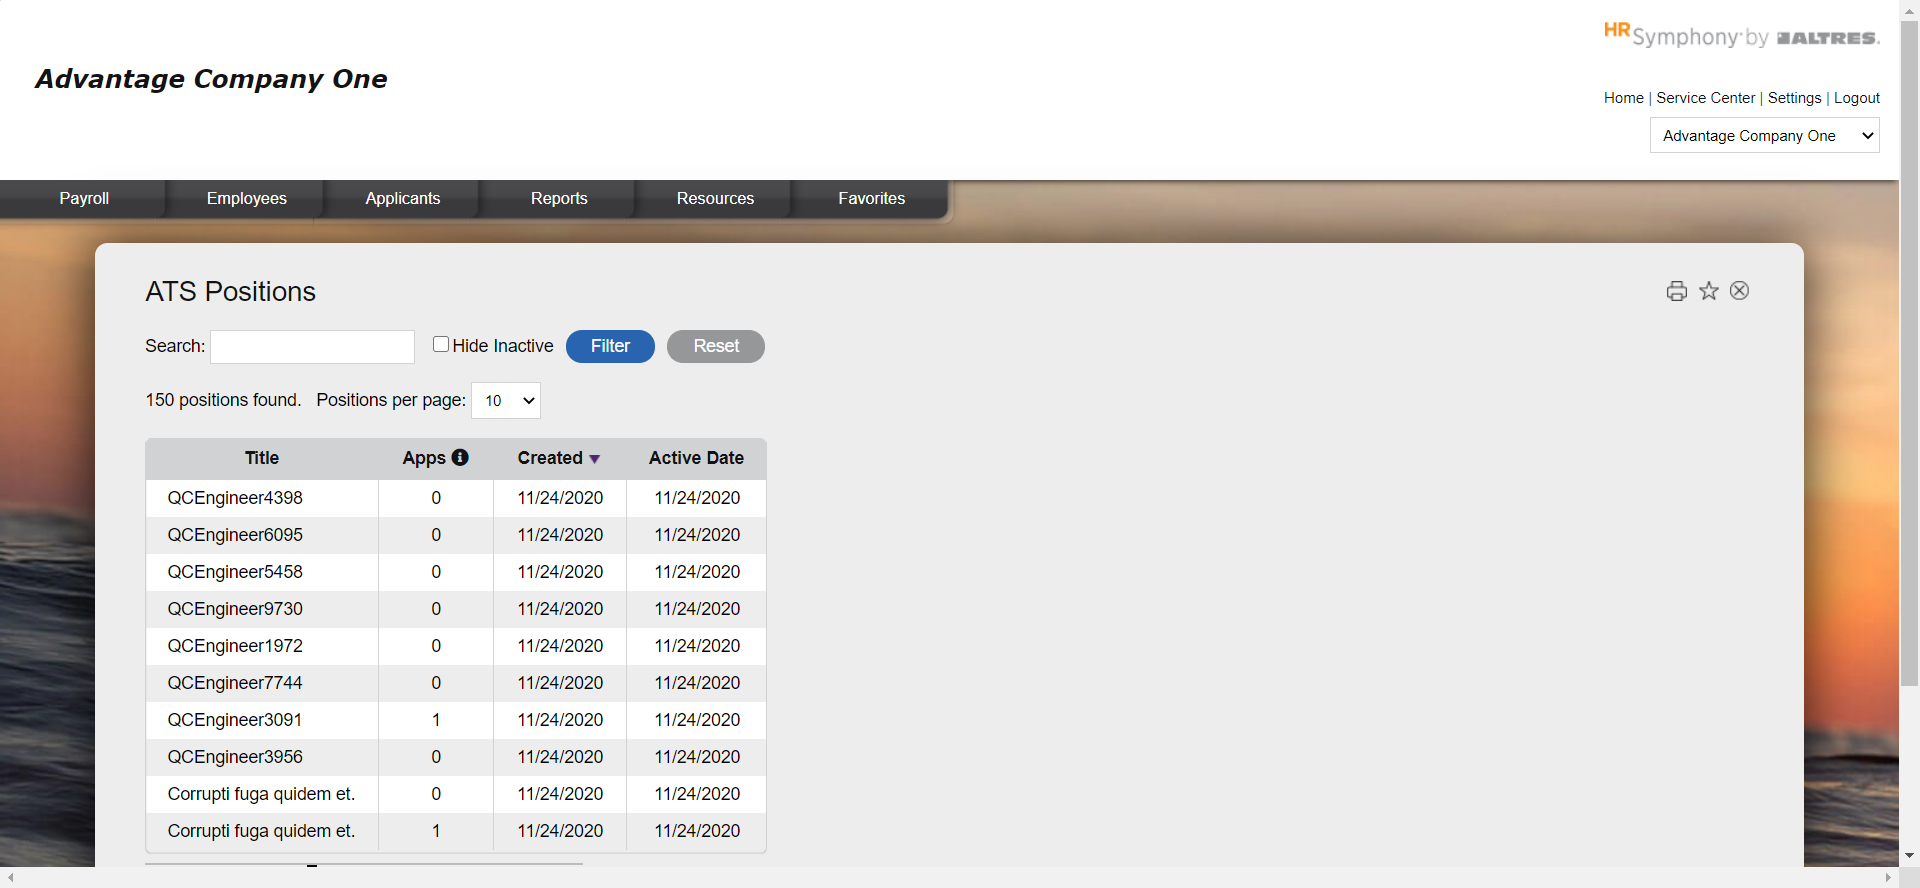 HR Symphony by ALTRES.
Advantage Company One
Home | Service Center | Settings | Logout
Advantage Company One
Payroll Employees Applicants Reports Resources Favorites
ATS Positions
Search: Hide Inactive Filter Reset
150 positions found. Positions per page: 10
Title Apps Created Active Date
QCEngineer4398 0 11/24/2020 11/24/2020
QCEngineer6095 0 11/24/2020 11/24/2020
QCEngineer5458 0 11/24/2020 11/24/2020
QCEngineer9730 0 11/24/2020 11/24/2020
QCEngineer1972 0 11/24/2020 11/24/2020
QCEngineer7744 0 11/24/2020 11/24/2020
QCEngineer3091 1 11/24/2020 11/24/2020
QCEngineer3956 0 11/24/2020 11/24/2020
Corrupti fuga quidem et. 0 11/24/2020 11/24/2020
Corrupti fuga quidem et. 1 11/24/2020 11/24/2020